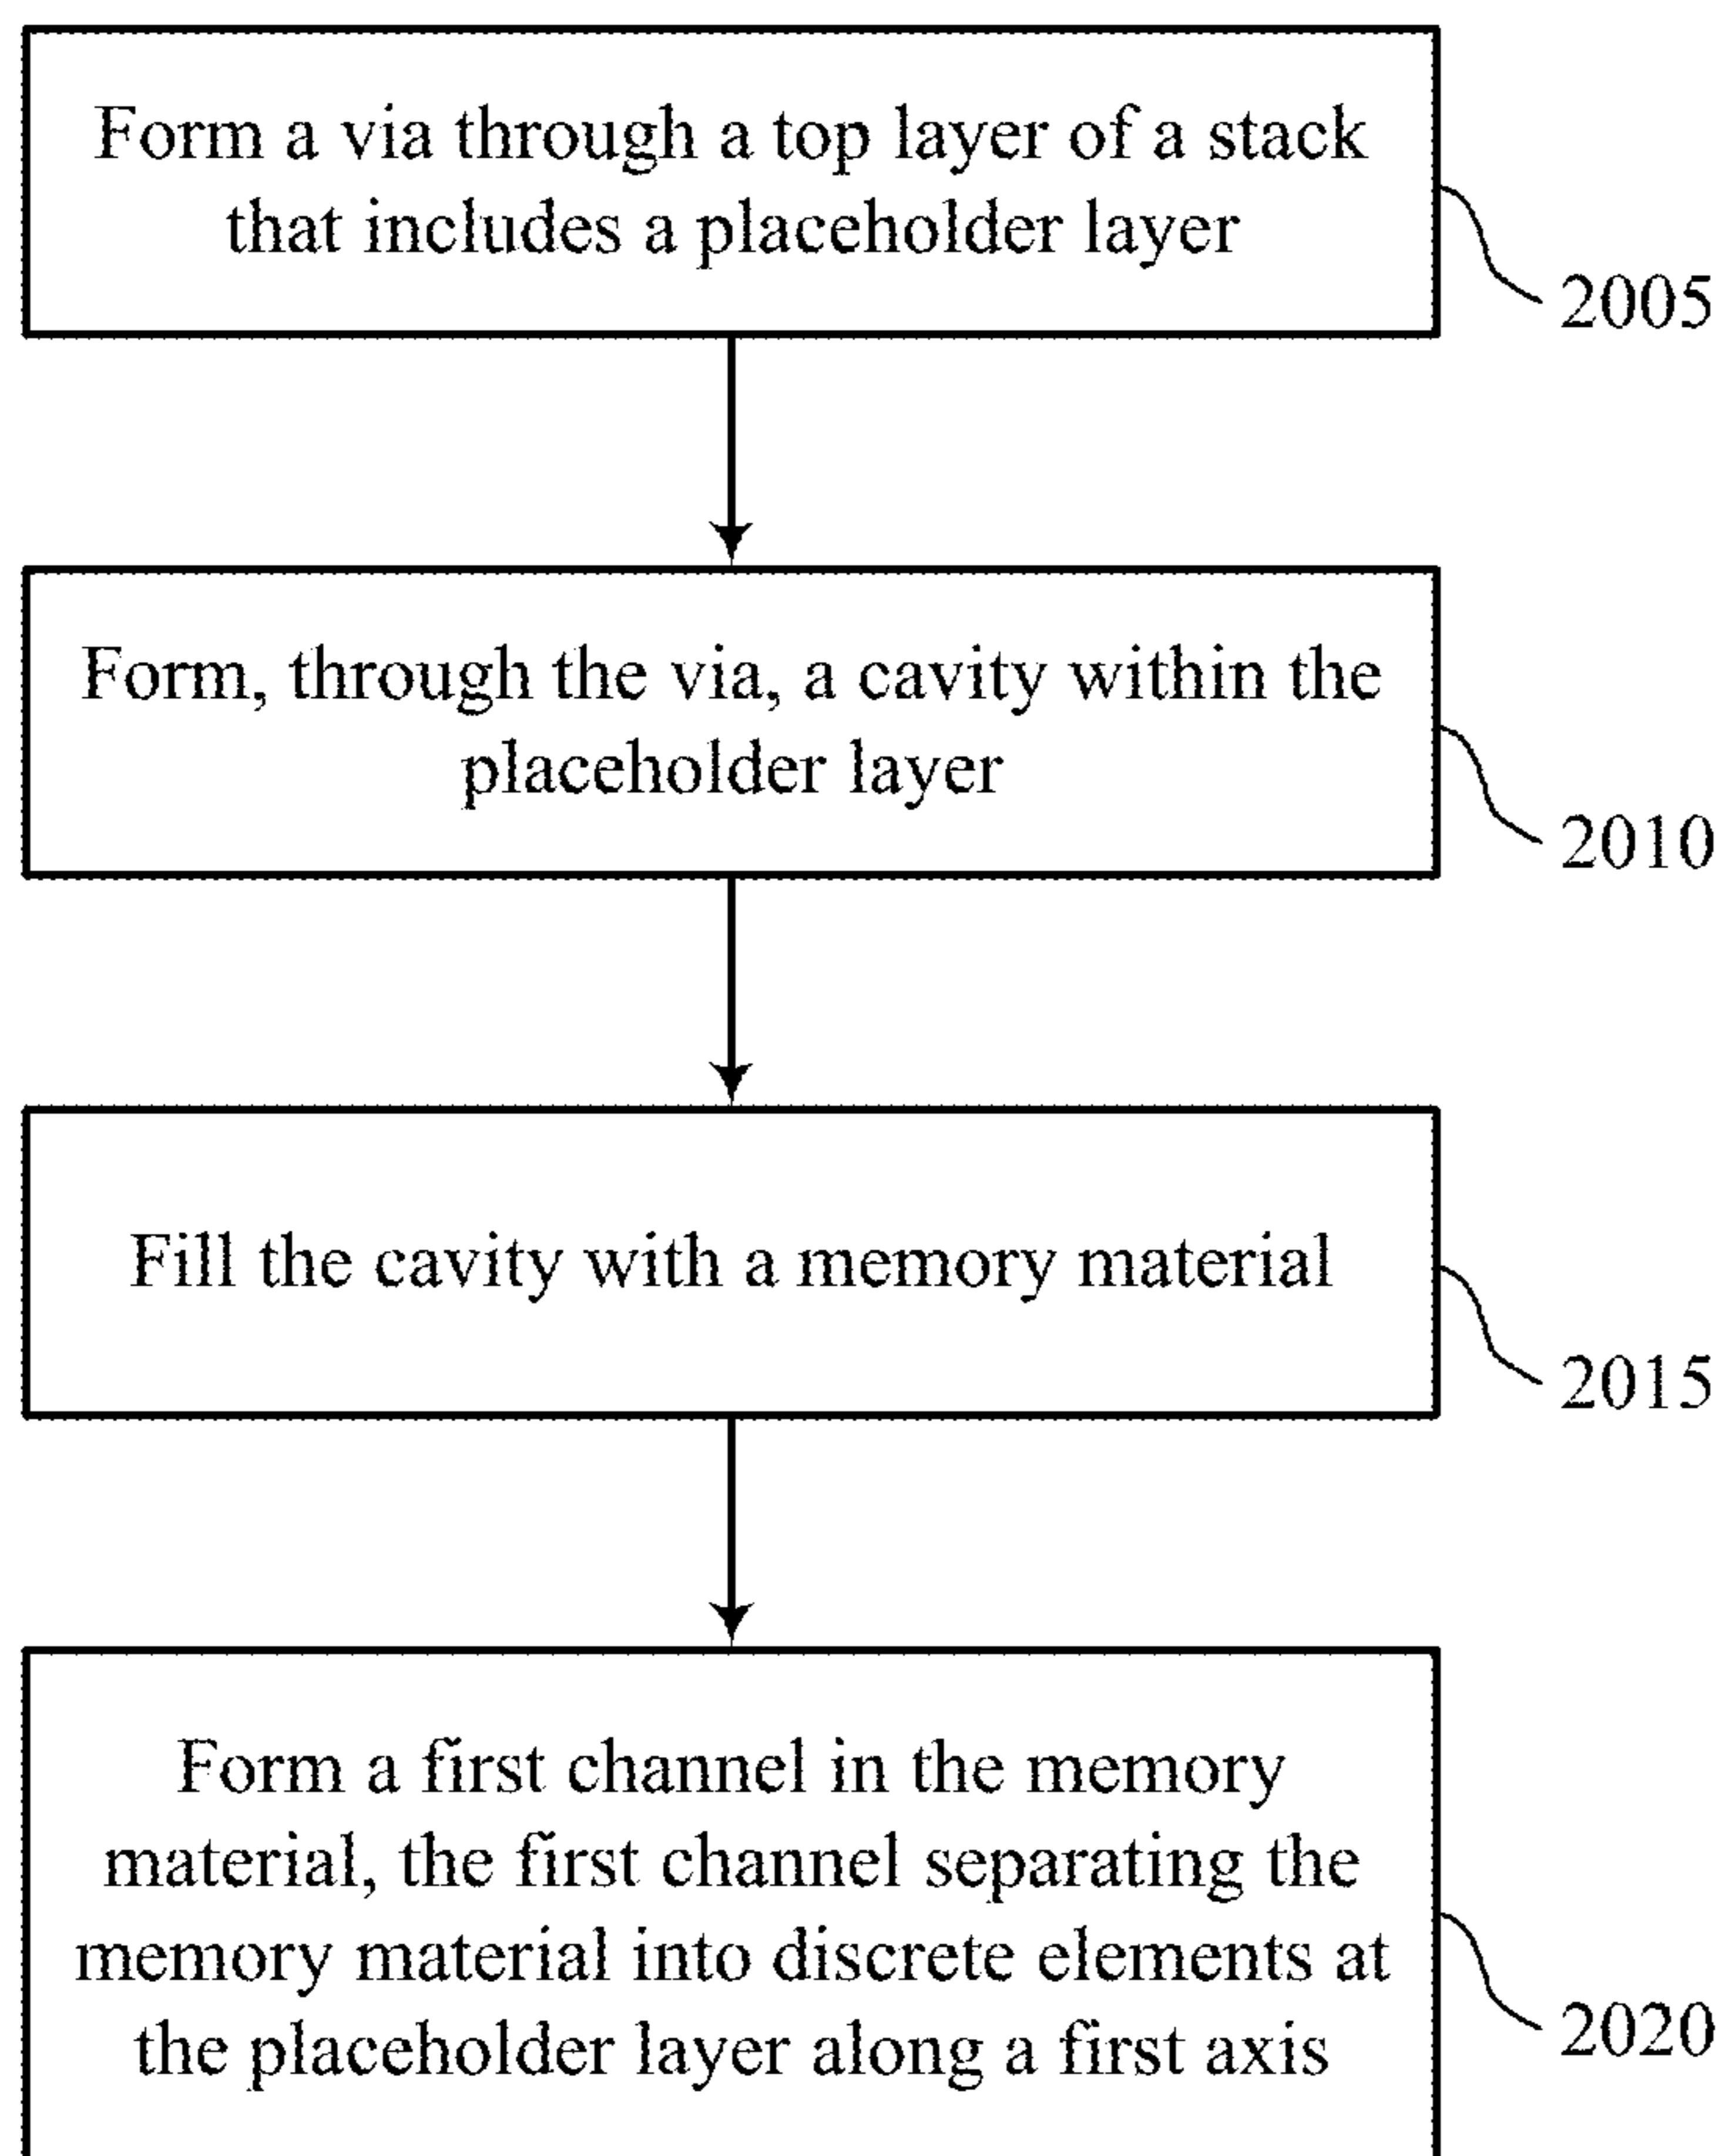 Form a via through a top layer of a stack
that includes a placeholder layer
2005
Form, through the via, a cavity within the
placeholder layer
2010
Fill the cavity with a memory material
2015
Form a first channel in the memory
material, the first channel separating the
memory material into discrete elements at
the placeholder layer along a first axis
2020